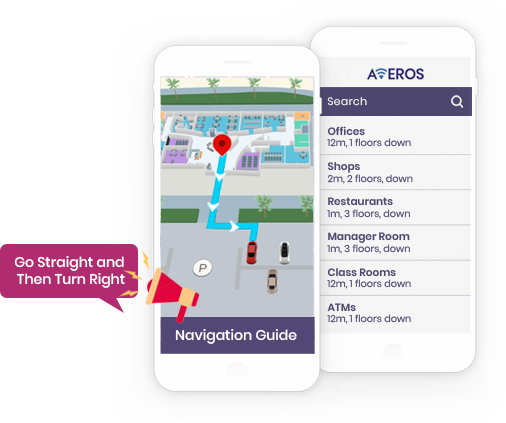 AVEROS
Search
Offices
12m, 1 floors down
Shops
2m, 2 floors, down
Restaurants
1m, 3 floors, down
Manager Room
1m, 3 floors, down
Class Rooms
12m, 1 floors down
ATMs
12m, 1 floors down
Go Straight and
Then Turn Right
P
Navigation Guide